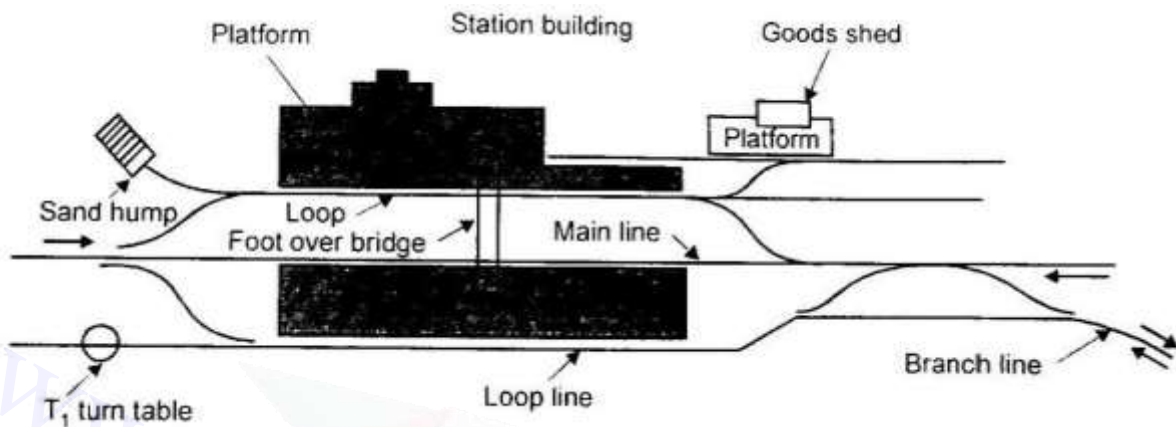 Station building
Goods shed
Platform
Platform
Sand hump
Loop
Foot over bridge
Main line
Branch line
Loop line
T1 turn table